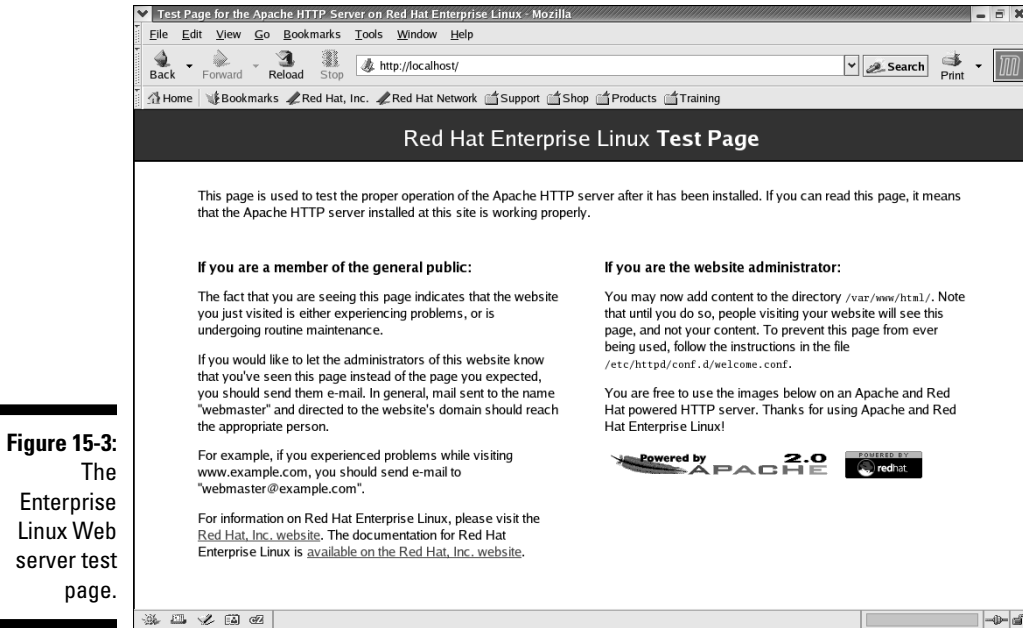 Test Page for the Apache HTTP Server on Red Hat Enterprise Linux - Mozilla
File Edit View Go Bookmarks Tools Window Help
Back Forward Reload Stop http://localhost/ Search Print
Home Bookmarks Red Hat, Inc. Red Hat Network Support Shop Products Training
Red Hat Enterprise Linux Test Page
This page is used to test the proper operation of the Apache HTTP server after it has been installed. If you can read this page, it means
that the Apache HTTP server installed at this site is working properly.
If you are a member of the general public:
The fact that you are seeing this page indicates that the website
you just visited is either experiencing problems, or is
undergoing routine maintenance.
If you would like to let the administrators of this website know
that you've seen this page instead of the page you expected,
you should send them e-mail. In general, mail sent to the name
"webmaster" and directed to the website's domain should reach
the appropriate person.
For example, if you experienced problems while visiting
www.example.com, you should send e-mail to
"webmaster@example.com".
For information on Red Hat Enterprise Linux, please visit the
Red Hat, Inc. website. The documentation for Red Hat
Enterprise Linux is available on the Red Hat, Inc. website.
If you are the website administrator:
You may now add content to the directory /var/www/html/. Note
that until you do so, people visiting your website will see this
page, and not your content. To prevent this page from ever
being used, follow the instructions in the file
/etc/httpd/conf.d/welcome.conf.
You are free to use the images below on an Apache and Red
Hat powered HTTP server. Thanks for using Apache and Red
Hat Enterprise Linux!
Powered by APACHE 2.0
POWERED BY redhat
Figure 15-3:
The
Enterprise
Linux Web
server test
page.